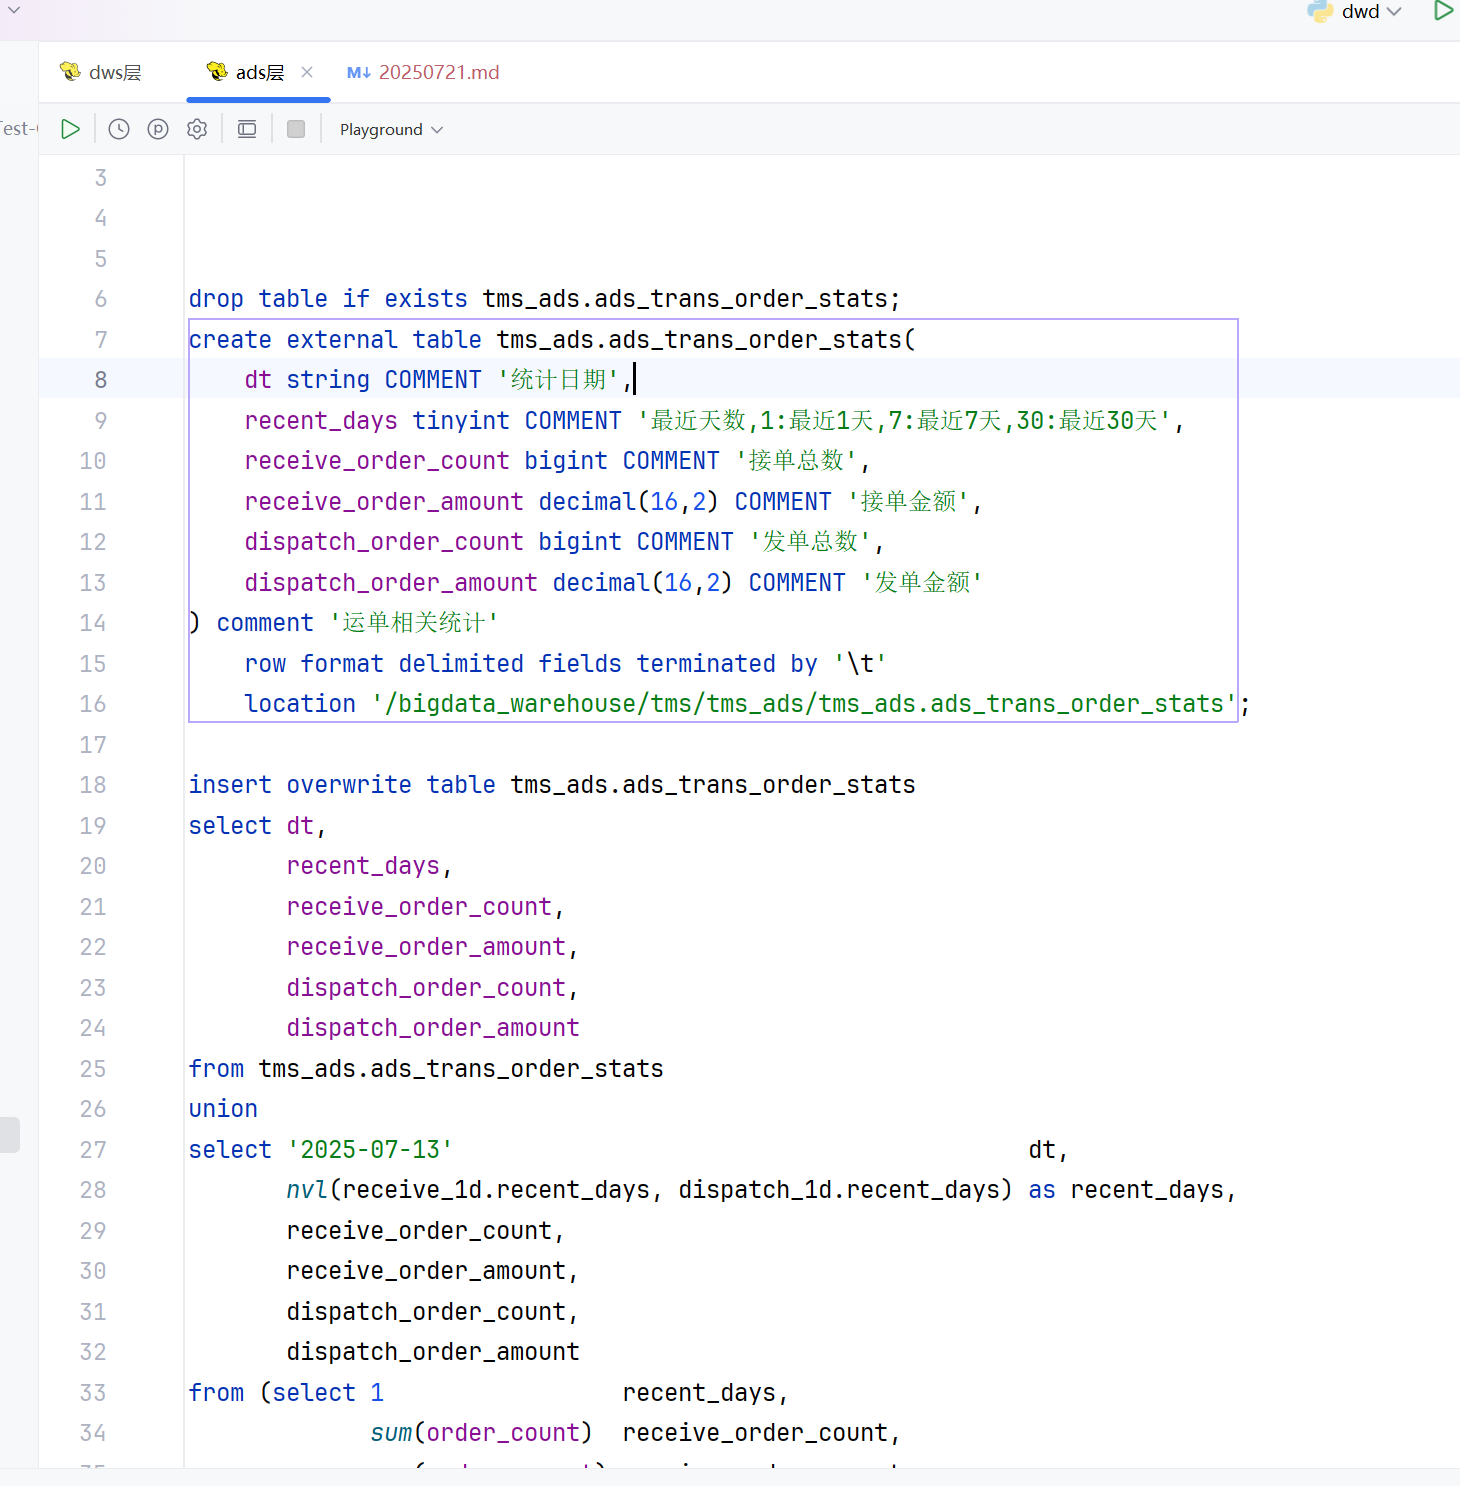 dwd
dws层 ads层 20250721.md
Playground
3
4
5
6 drop table if exists tms_ads.ads_trans_order_stats;
7 create external table tms_ads.ads_trans_order_stats(
8 dt string COMMENT '统计日期',
9 recent_days tinyint COMMENT '最近天数,1:最近1天,7:最近7天,30:最近30天',
10 receive_order_count bigint COMMENT '接单总数',
11 receive_order_amount decimal(16,2) COMMENT '接单金额',
12 dispatch_order_count bigint COMMENT '发单总数',
13 dispatch_order_amount decimal(16,2) COMMENT '发单金额'
14 ) comment '运单相关统计'
15 row format delimited fields terminated by '\t'
16 location '/bigdata_warehouse/tms/tms_ads/tms_ads.ads_trans_order_stats';
17
18 insert overwrite table tms_ads.ads_trans_order_stats
19 select dt,
20 recent_days,
21 receive_order_count,
22 receive_order_amount,
23 dispatch_order_count,
24 dispatch_order_amount
25 from tms_ads.ads_trans_order_stats
26 union
27 select '2025-07-13' dt,
28 nvl(receive_1d.recent_days, dispatch_1d.recent_days) as recent_days,
29 receive_order_count,
30 receive_order_amount,
31 dispatch_order_count,
32 dispatch_order_amount
33 from (select 1 recent_days,
34 sum(order_count) receive_order_count,